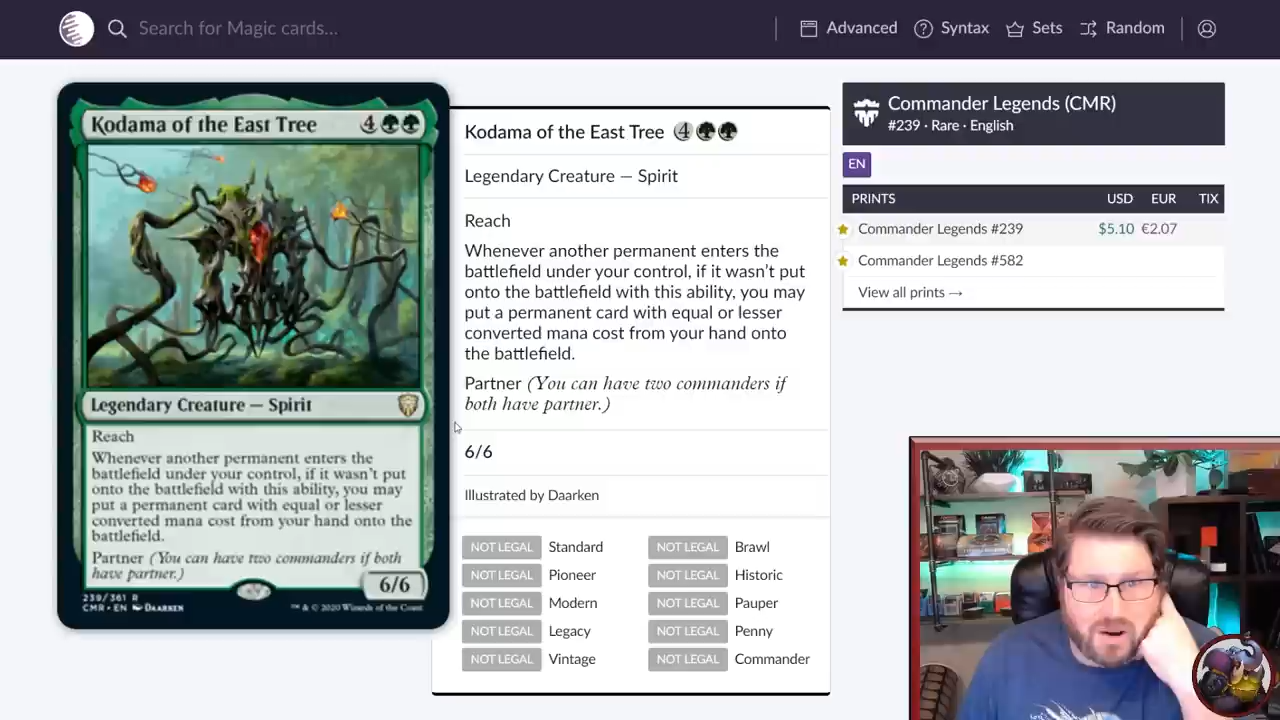 Search for Magic cards...
Advanced
Syntax
Sets
Random
Kodama of the East Tree 4
Legendary Creature — Spirit
Reach
Whenever another permanent enters the
battlefield under your control, if it wasn't put
onto the battlefield with this ability, you may
put a permanent card with equal or lesser
converted mana cost from your hand onto the
battlefield.
Partner (You can have two commanders if both
have partner.)
6/6
239/361 R
CMR • EN DAARKEN
™ & © 2020 Wizards of the Coast
Kodama of the East Tree 4
Legendary Creature — Spirit
Reach
Whenever another permanent enters the
battlefield under your control, if it wasn't put
onto the battlefield with this ability, you may
put a permanent card with equal or lesser
converted mana cost from your hand onto
the battlefield.
Partner (You can have two commanders if
both have partner.)
6/6
Illustrated by Daarken
NOT LEGAL Standard NOT LEGAL Brawl
NOT LEGAL Pioneer NOT LEGAL Historic
NOT LEGAL Modern NOT LEGAL Pauper
NOT LEGAL Legacy NOT LEGAL Penny
NOT LEGAL Vintage NOT LEGAL Commander
Commander Legends (CMR)
#239 · Rare · English
EN
PRINTS USD EUR TIX
Commander Legends #239 $5.10 €2.07
Commander Legends #582
View all prints →